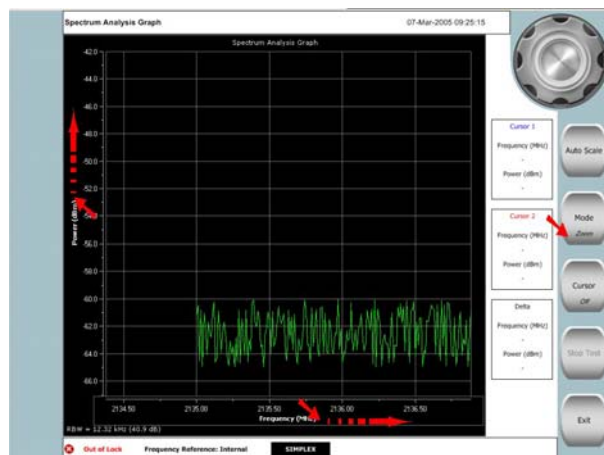 Spectrum Analysis Graph
07-Mar-2005 09:25:15
Spectrum Analysis Graph
-42.0
-44.0
-46.0
-48.0
-50.0
-52.0
-54.0
-56.0
-58.0
-60.0
-62.0
-64.0
-66.0
Power (dBm)
2134.50
2135.00
2135.50
2136.00
2136.50
Frequency (MHz)
RBW = 12.32 kHz (40.9 dB)
Cursor 1
Frequency (MHz)
-
Power (dBm)
-
Cursor 2
Frequency (MHz)
-
Power (dBm)
-
Delta
Frequency (MHz)
-
Power (dBm)
-
Auto Scale
Mode
Zoom
Cursor
Off
Stop Test
Exit
Out of Lock
Frequency Reference: Internal
SIMPLEX